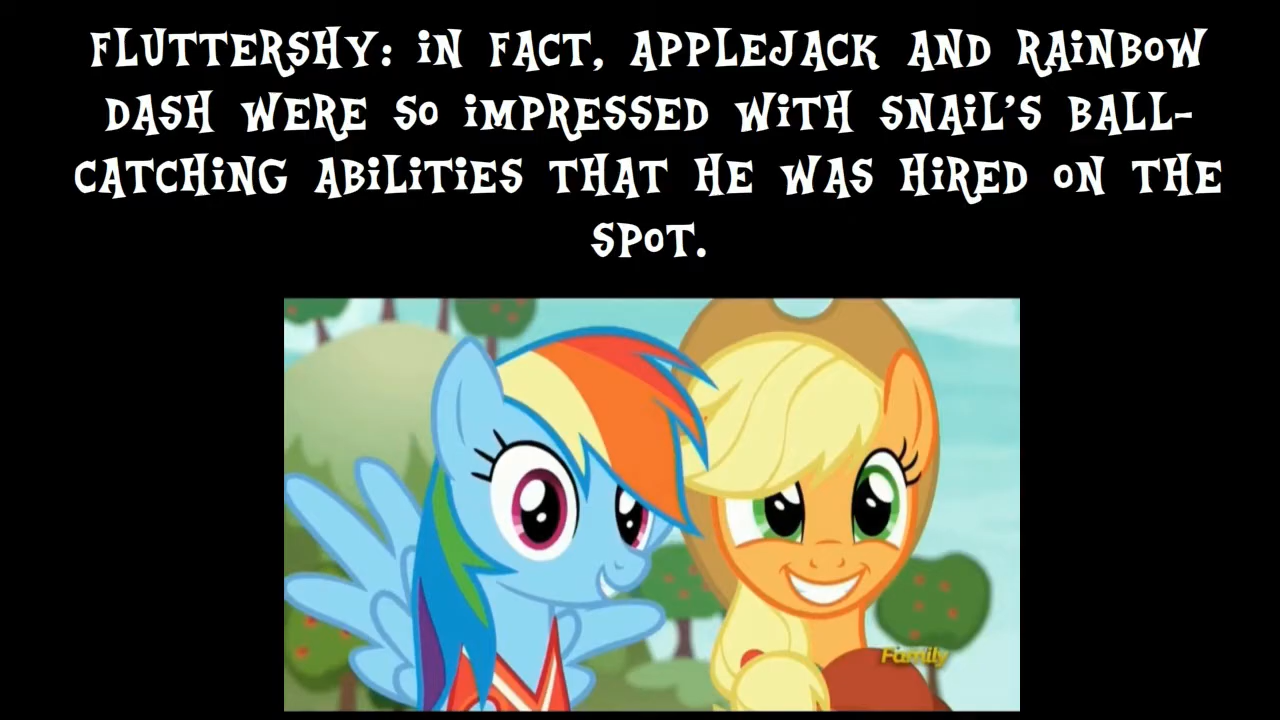 FLUTTERSHY: iN FACT, APPLEJACK AND RAiNBOW
DASH WERE SO iMPRESSED WiTH SNAiL'S BALL-
CATCHiNG ABiLiTiES THAT HE WAS HiRED ON THE
SPOT.
Family